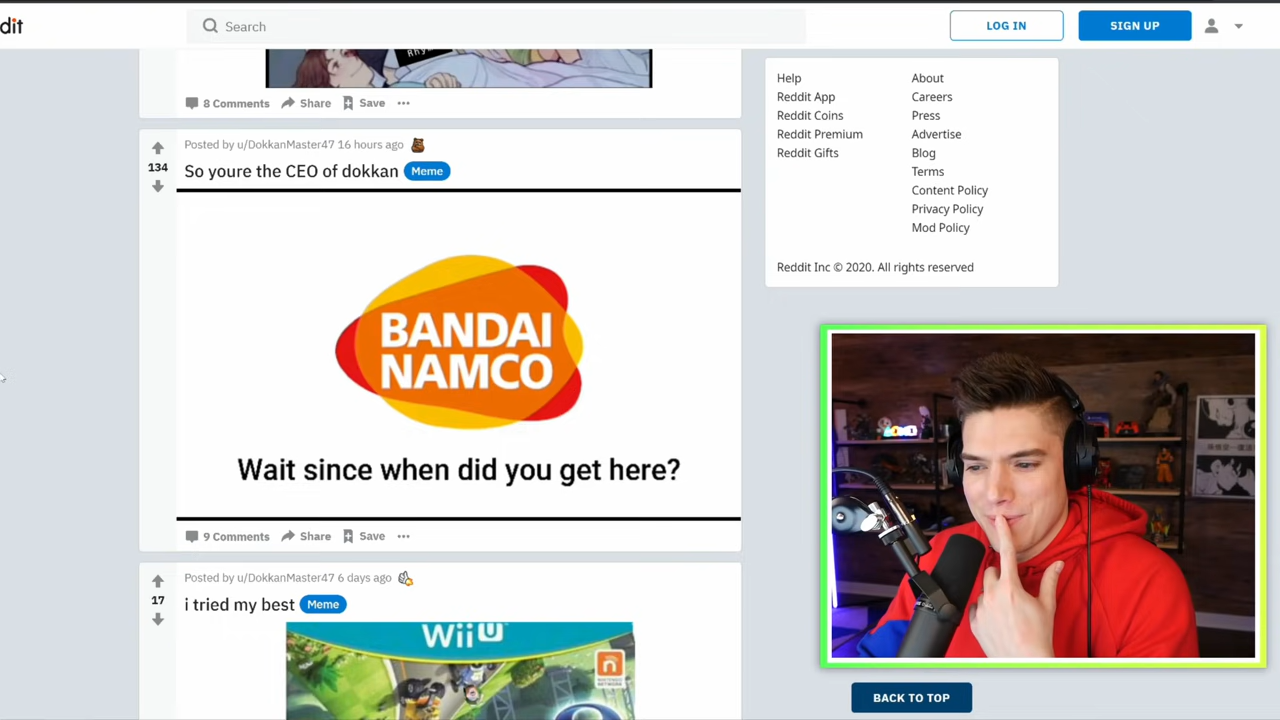 dit
Search
LOG IN
SIGN UP
8 Comments
Share
Save
Posted by u/DokkanMaster47 16 hours ago
134
So youre the CEO of dokkan
Meme
BANDAI
NAMCO
Wait since when did you get here?
9 Comments
Share
Save
Posted by u/DokkanMaster47 6 days ago
17
i tried my best
Meme
Wii U
Help
Reddit App
Reddit Coins
Reddit Premium
Reddit Gifts
About
Careers
Press
Advertise
Blog
Terms
Content Policy
Privacy Policy
Mod Policy
Reddit Inc © 2020. All rights reserved
BACK TO TOP